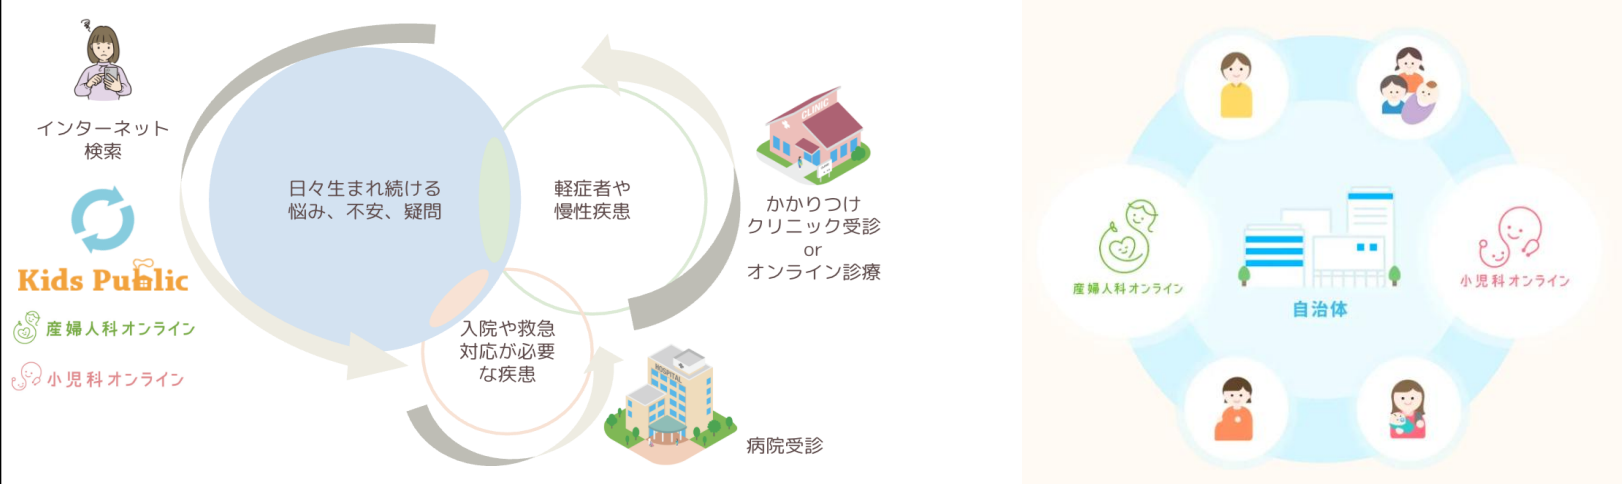 インターネット
検索
Kids Public
産婦人科オンライン
小児科オンライン
日々生まれ続ける
悩み、不安、疑問
軽症者や
慢性疾患
入院や救急
対応が必要
な疾患
CLINIC
かかりつけ
クリニック受診
or
オンライン診療
HOSPITAL
病院受診
産婦人科オンライン
自治体
小児科オンライン